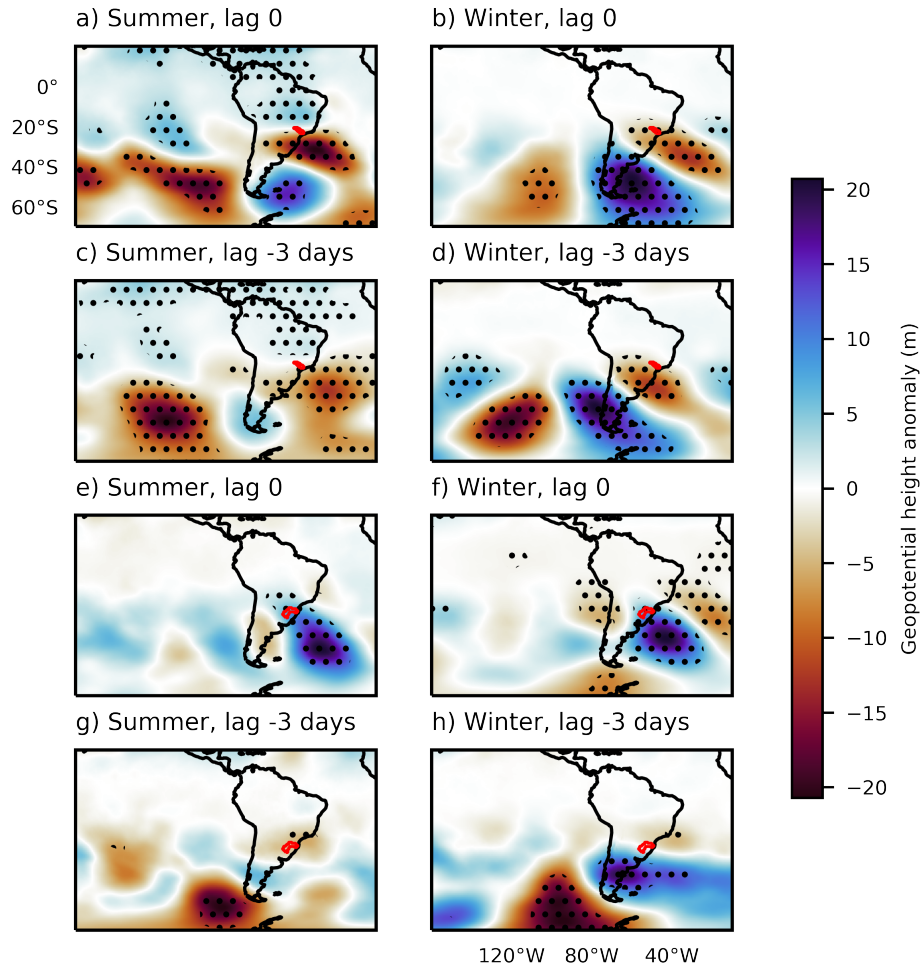 a) Summer, lag 0
b) Winter, lag 0
0°
20°S
40°S
60°S
c) Summer, lag -3 days
d) Winter, lag -3 days
e) Summer, lag 0
f) Winter, lag 0
g) Summer, lag -3 days
h) Winter, lag -3 days
120°W 80°W 40°W
20
15
10
5
0
−5
−10
−15
−20
Geopotential height anomaly (m)